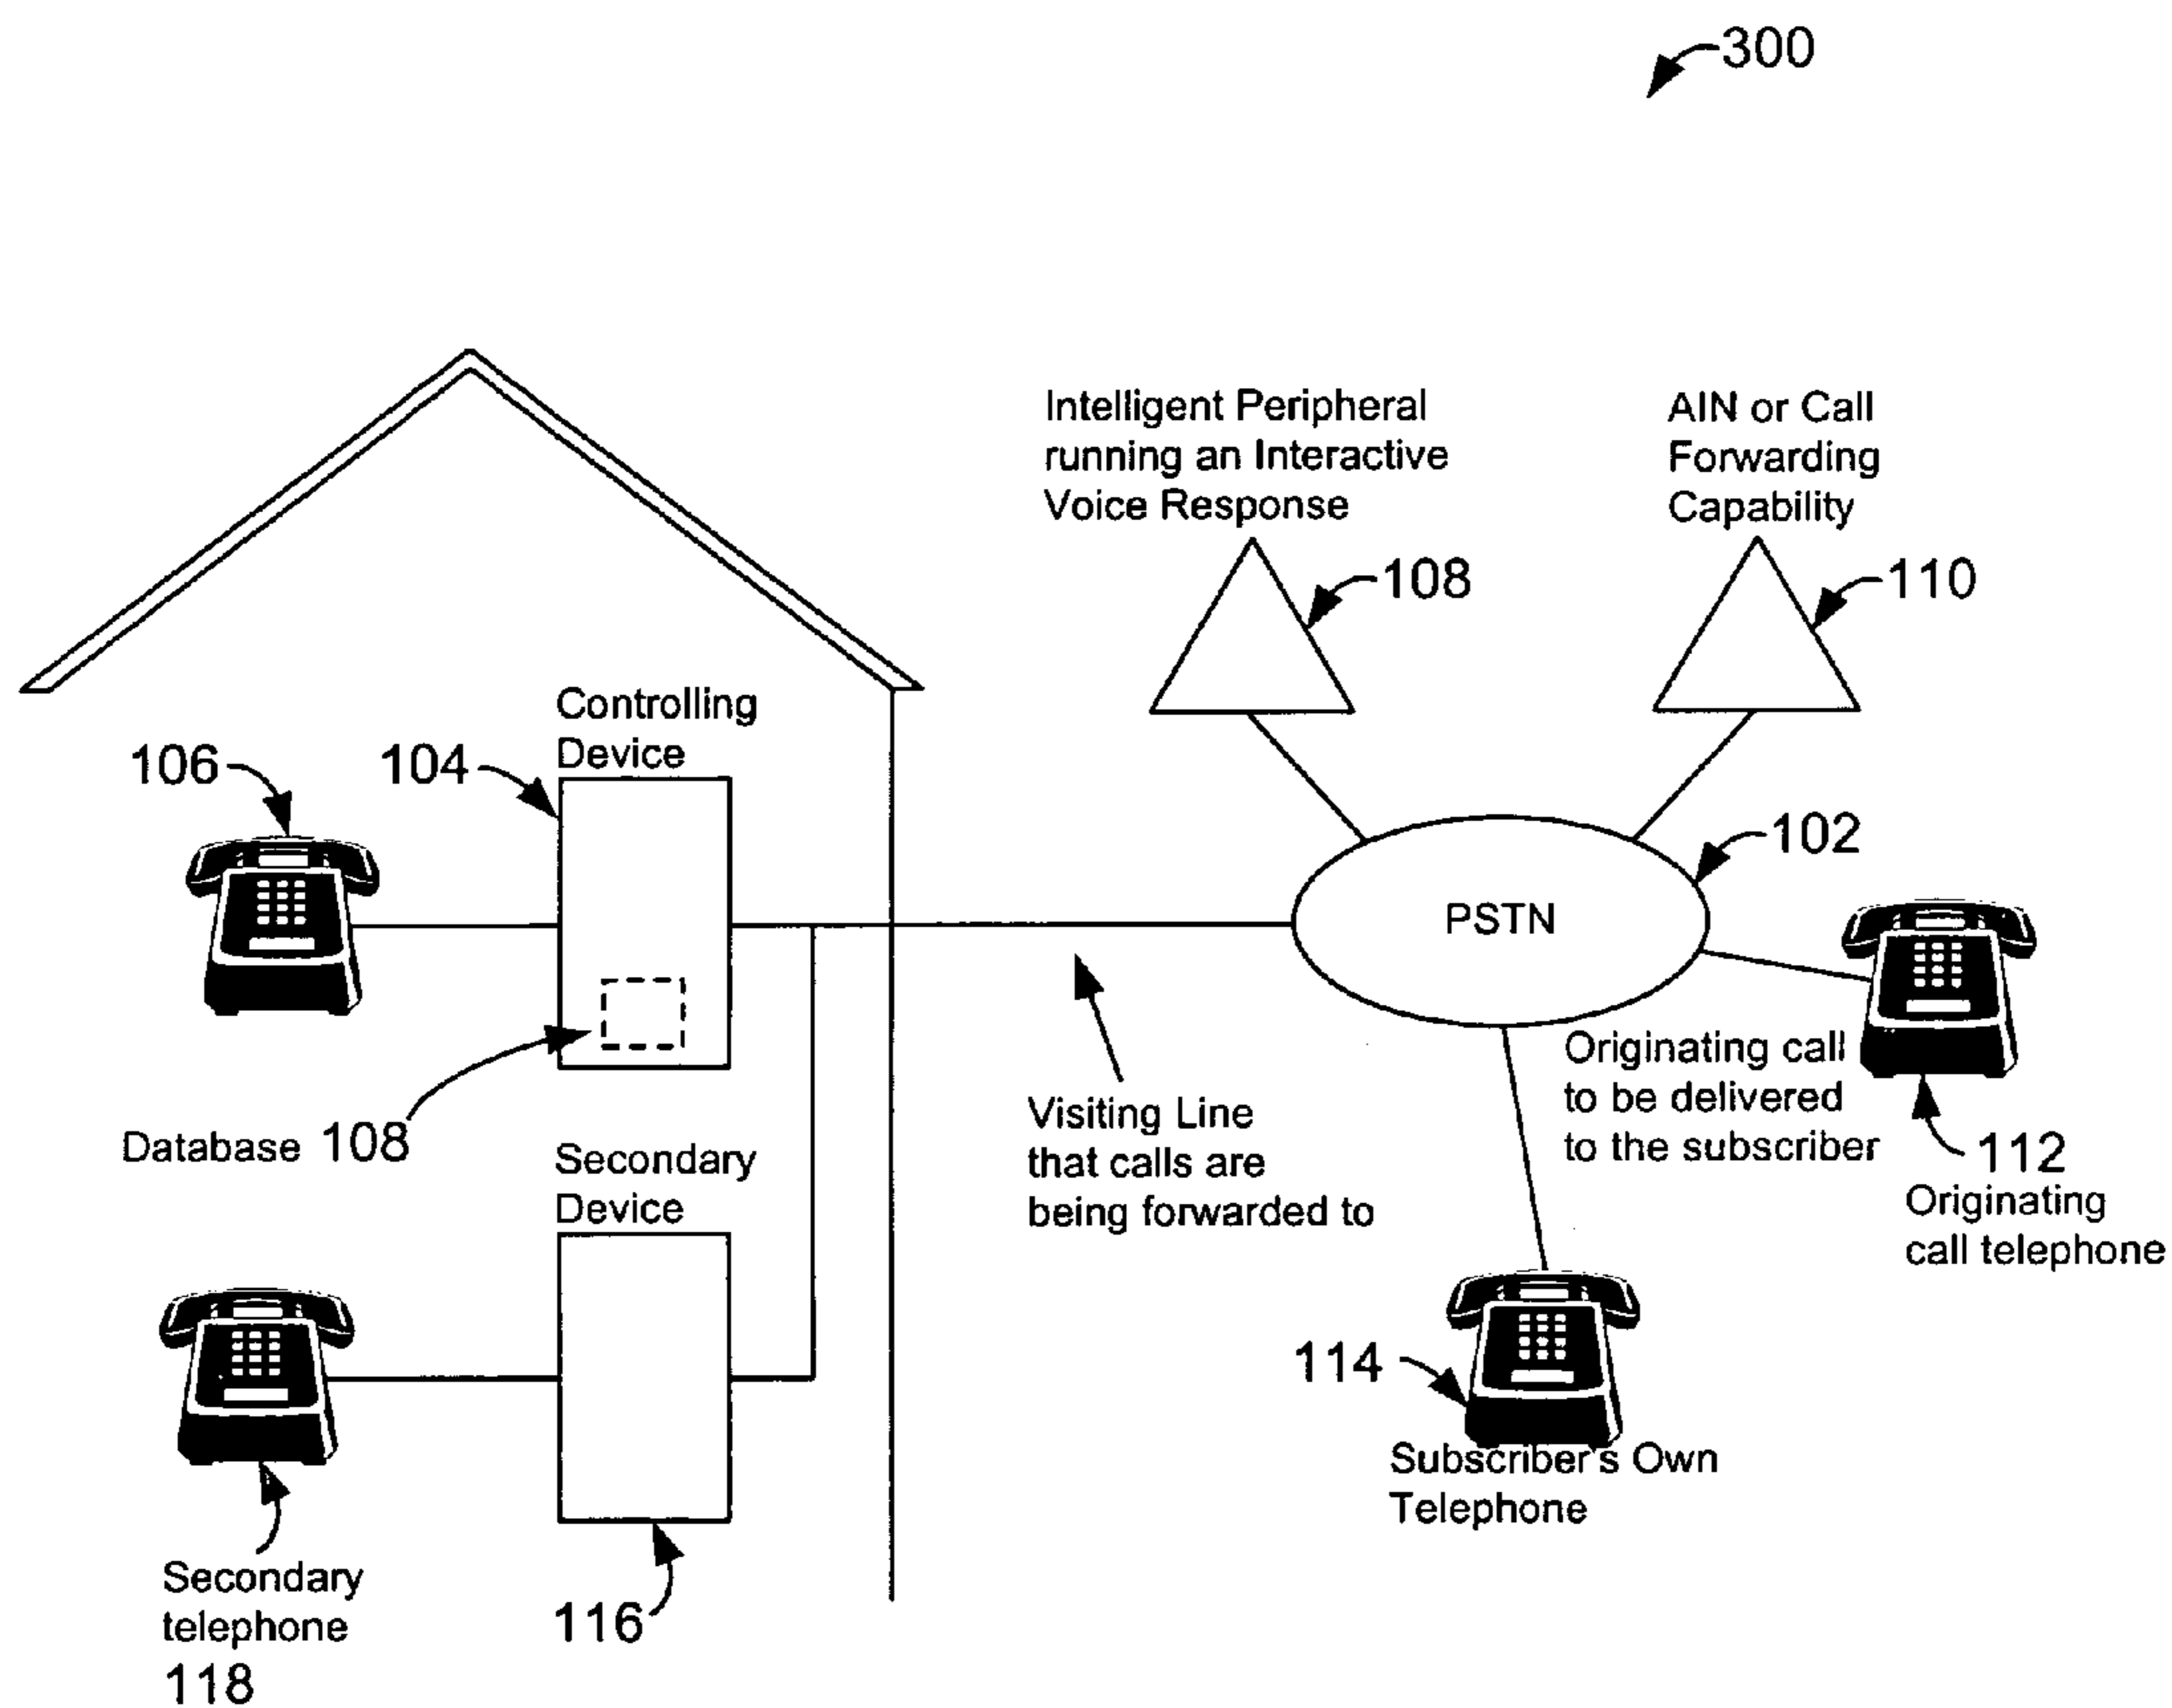 300
Intelligent Peripheral
running an Interactive
Voice Response
AIN or Call
Forwarding
Capability
108
110
Controlling
Device
106
104
102
PSTN
Database 108
Originating call
to be delivered
to the subscriber
112
Originating
call telephone
Visiting Line
that calls are
being forwarded to
Secondary
Device
114
Subscriber's Own
Telephone
Secondary
telephone
118
116